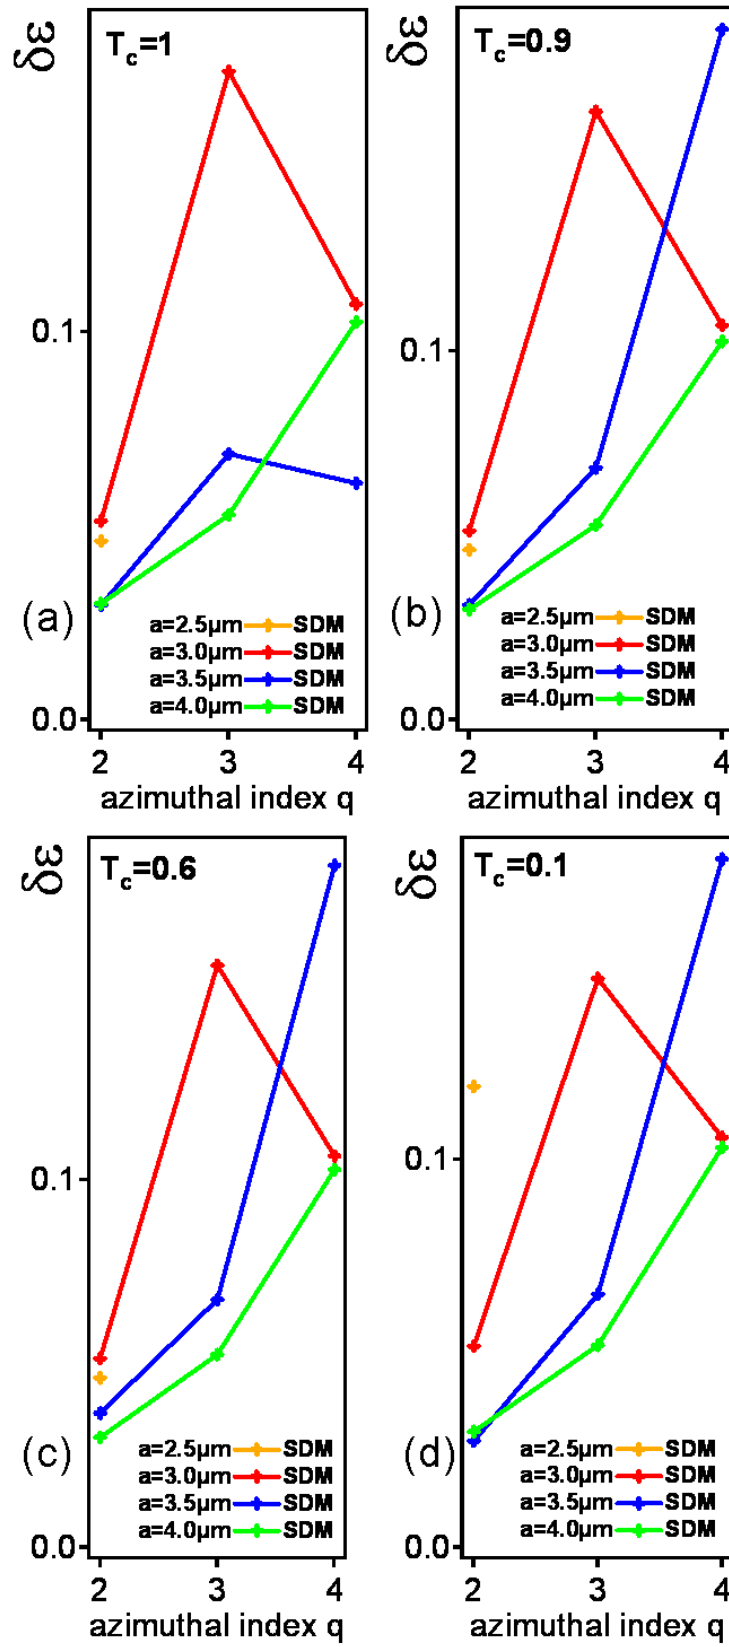 δε
T_c=1
0.1
0.0
(a)
a=2.5μm SDM
a=3.0μm SDM
a=3.5μm SDM
a=4.0μm SDM
2 3 4
azimuthal index q
δε
T_c=0.9
0.1
0.0
(b)
a=2.5μm SDM
a=3.0μm SDM
a=3.5μm SDM
a=4.0μm SDM
2 3 4
azimuthal index q
δε
T_c=0.6
0.1
0.0
(c)
a=2.5μm SDM
a=3.0μm SDM
a=3.5μm SDM
a=4.0μm SDM
2 3 4
azimuthal index q
δε
T_c=0.1
0.1
0.0
(d)
a=2.5μm SDM
a=3.0μm SDM
a=3.5μm SDM
a=4.0μm SDM
2 3 4
azimuthal index q